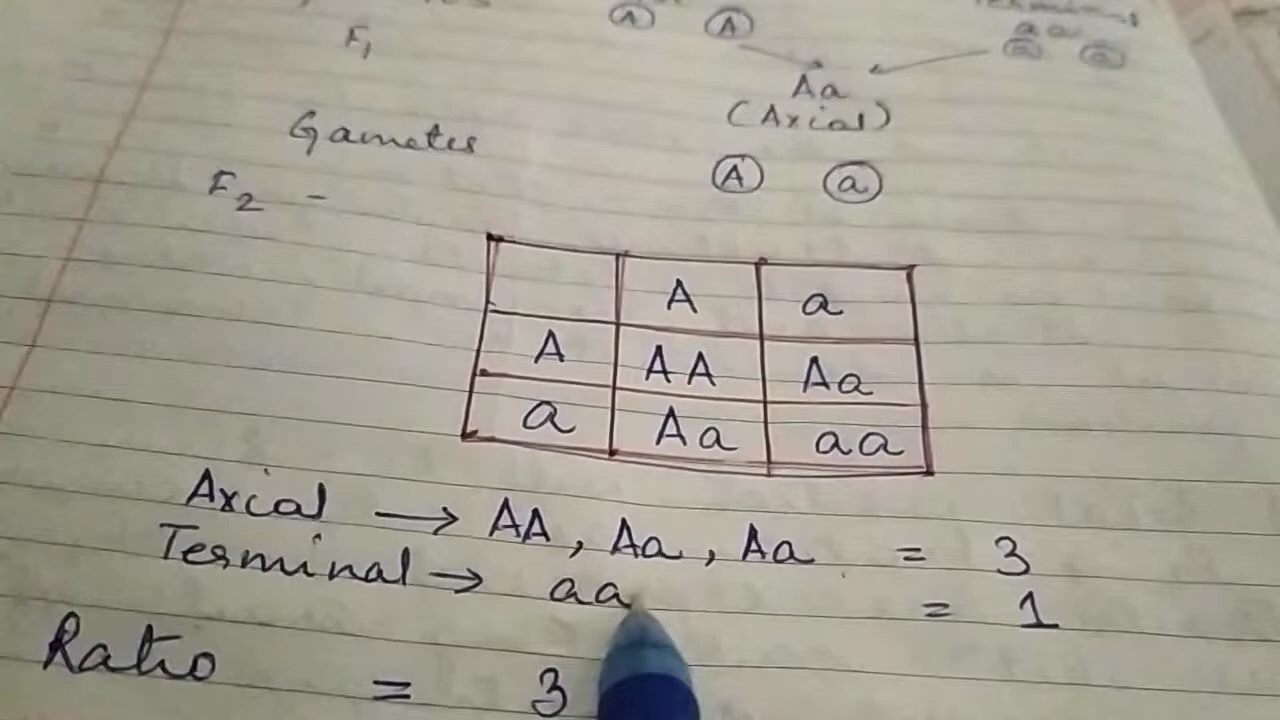 A A
aa
a a
F1
Aa
(Axial)
Gametes
A a
F2 -
A a
A AA Aa
a Aa aa
Axial → AA, Aa, Aa = 3
Terminal → aa = 1
Ratio = 3